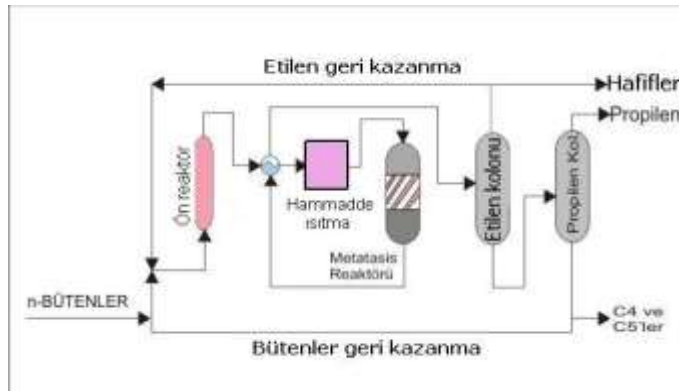 Etilen geri kazanma
Hafifler
Propilen
Ön reaktör
Hammadde
ısıtma
Metatasis
Reaktörü
Etilen kolonu
Propilen Kol
n-BÜTENLER
C4 ve
C5'ler
Bütenler geri kazanma